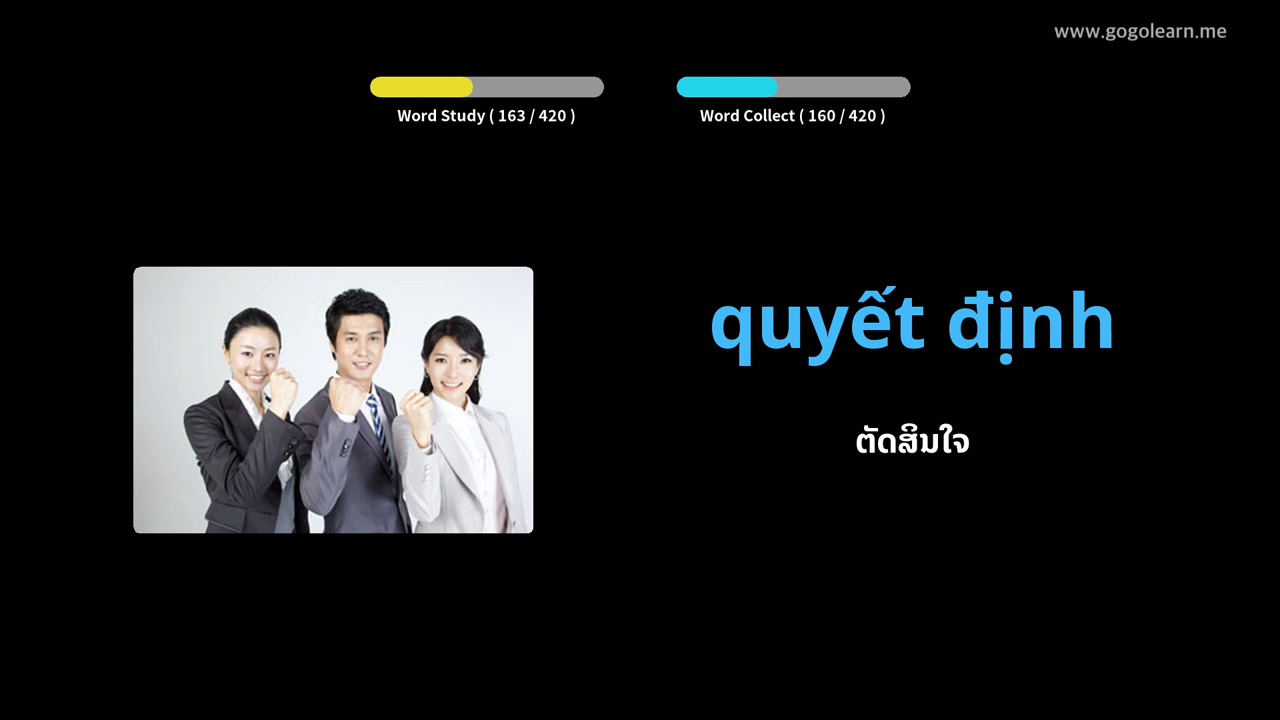 www.gogolearn.me
Word Study ( 163 / 420 )
Word Collect ( 160 / 420 )
quyết định
ຕັດສິນໃຈ